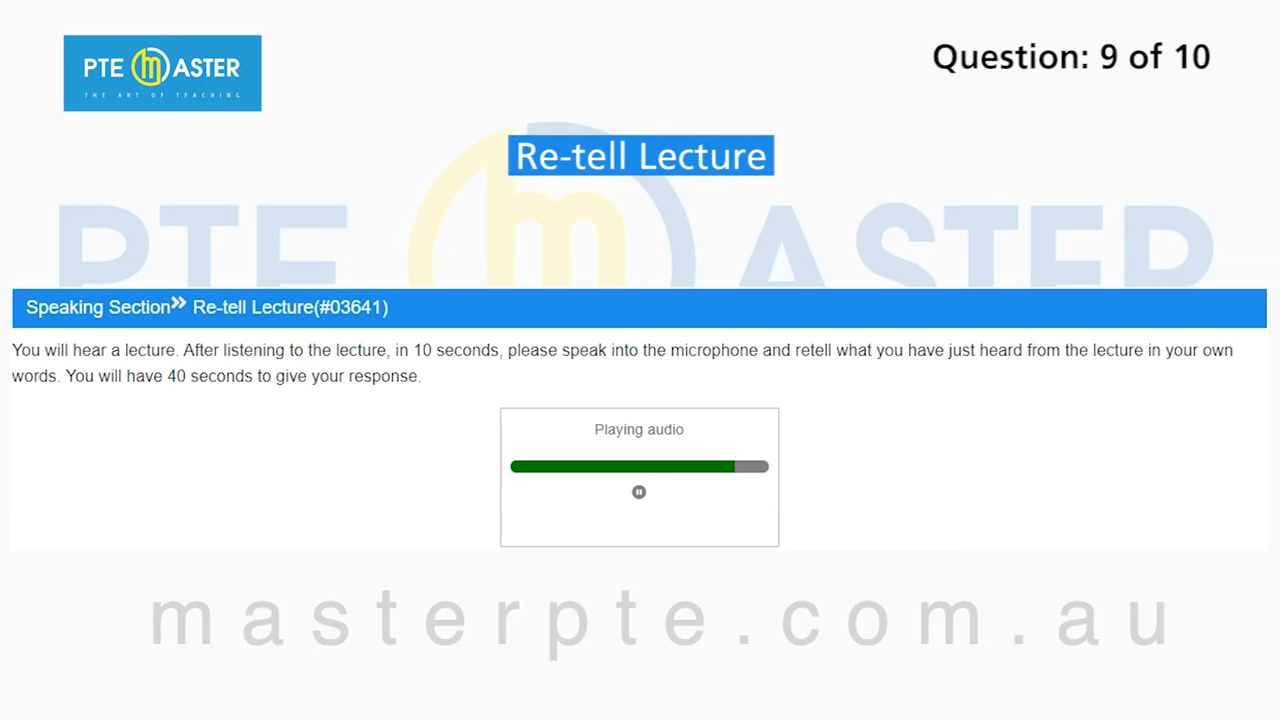 PTE MASTER
THE ART OF TEACHING
Question: 9 of 10
Re-tell Lecture
PTE MASTER
Speaking Section» Re-tell Lecture(#03641)
You will hear a lecture. After listening to the lecture, in 10 seconds, please speak into the microphone and retell what you have just heard from the lecture in your own
words. You will have 40 seconds to give your response.
Playing audio
masterpte.com.au